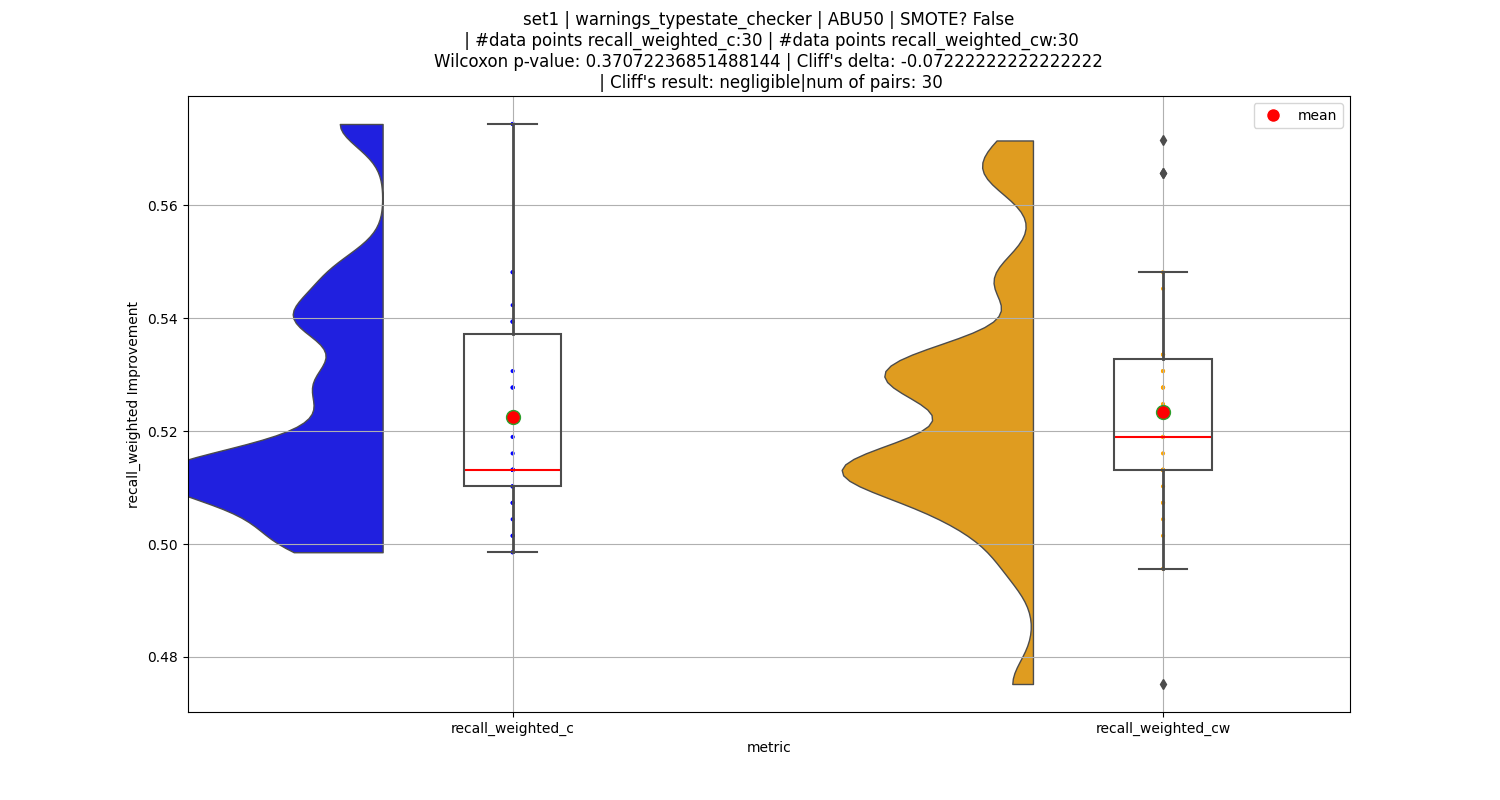 set1 | warnings_typestate_checker | ABU50 | SMOTE? False
| #data points recall_weighted_c:30 | #data points recall_weighted_cw:30
Wilcoxon p-value: 0.37072236851488144 | Cliff's delta: -0.07222222222222222
| Cliff's result: negligible|num of pairs: 30
mean
0.56
0.54
0.52
0.50
0.48
recall_weighted Improvement
recall_weighted_c
recall_weighted_cw
metric